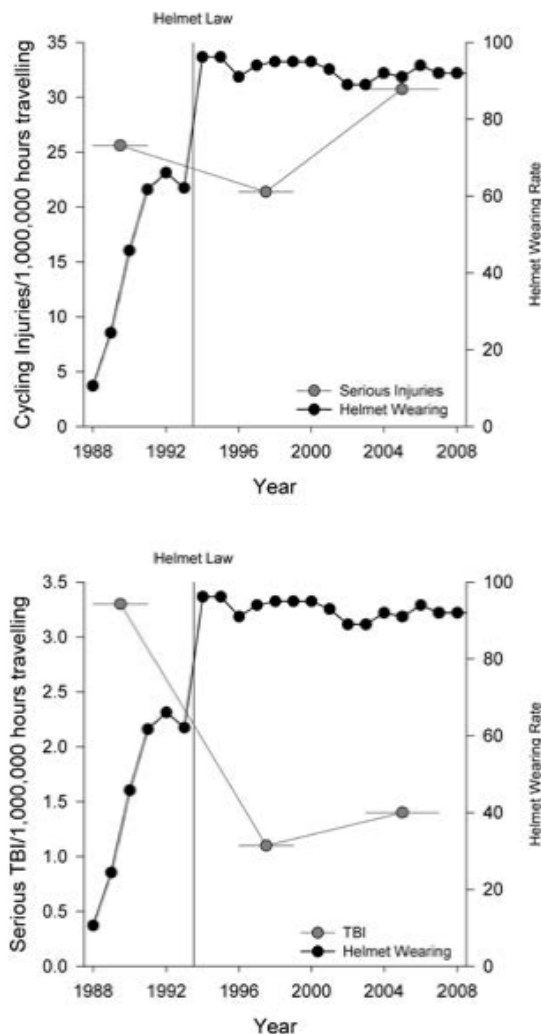 Helmet Law
35
30
25
20
15
10
5
0
100
80
60
40
20
0
Cycling Injuries/1,000,000 hours travelling
Helmet Wearing Rate
Serious Injuries
Helmet Wearing
1988 1992 1996 2000 2004 2008
Year
Helmet Law
3.5
3.0
2.5
2.0
1.5
1.0
0.5
0.0
100
80
60
40
20
0
Serious TBI/1,000,000 hours travelling
Helmet Wearing Rate
TBI
Helmet Wearing
1988 1992 1996 2000 2004 2008
Year